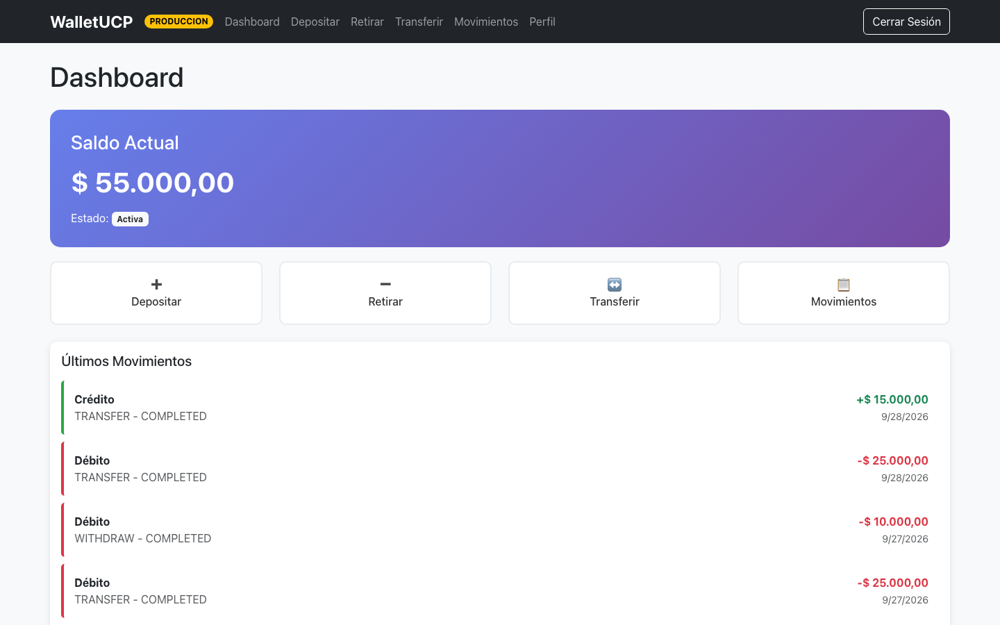 WalletUCP PRODUCCION Dashboard Depositar Retirar Transferir Movimientos Perfil Cerrar Sesión
Dashboard
Saldo Actual
$ 55.000,00
Estado: Activa
Depositar Retirar Transferir Movimientos
Últimos Movimientos
Crédito +$ 15.000,00
TRANSFER - COMPLETED 9/28/2026
Débito -$ 25.000,00
TRANSFER - COMPLETED 9/28/2026
Débito -$ 10.000,00
WITHDRAW - COMPLETED 9/27/2026
Débito -$ 25.000,00
TRANSFER - COMPLETED 9/27/2026